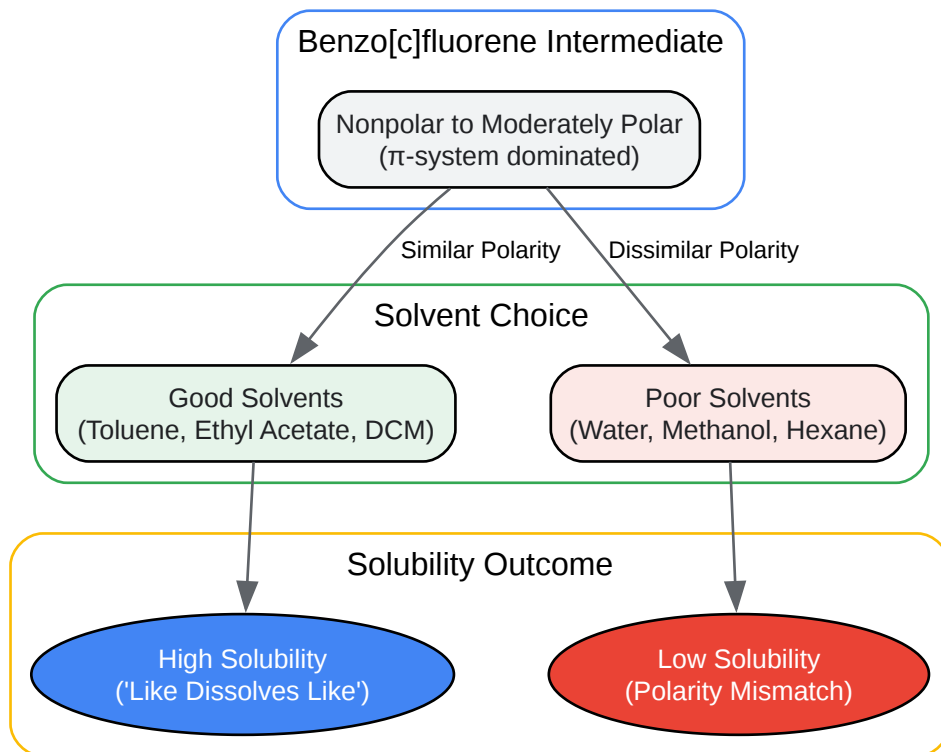 Benzo[c]fluorene Intermediate
Nonpolar to Moderately Polar
(π-system dominated)
Similar Polarity
Dissimilar Polarity
Solvent Choice
Good Solvents
(Toluene, Ethyl Acetate, DCM)
Poor Solvents
(Water, Methanol, Hexane)
Solubility Outcome
High Solubility
('Like Dissolves Like')
Low Solubility
(Polarity Mismatch)